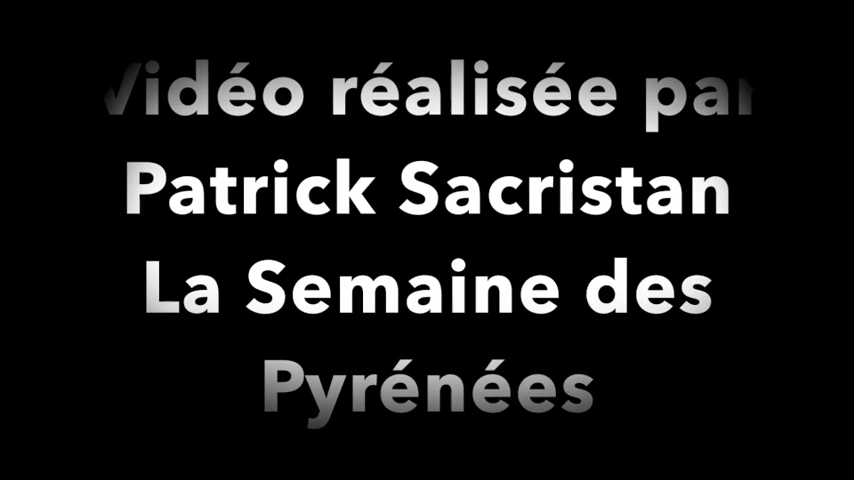 Vidéo réalisée par
Patrick Sacristan
La Semaine des
Pyrénées